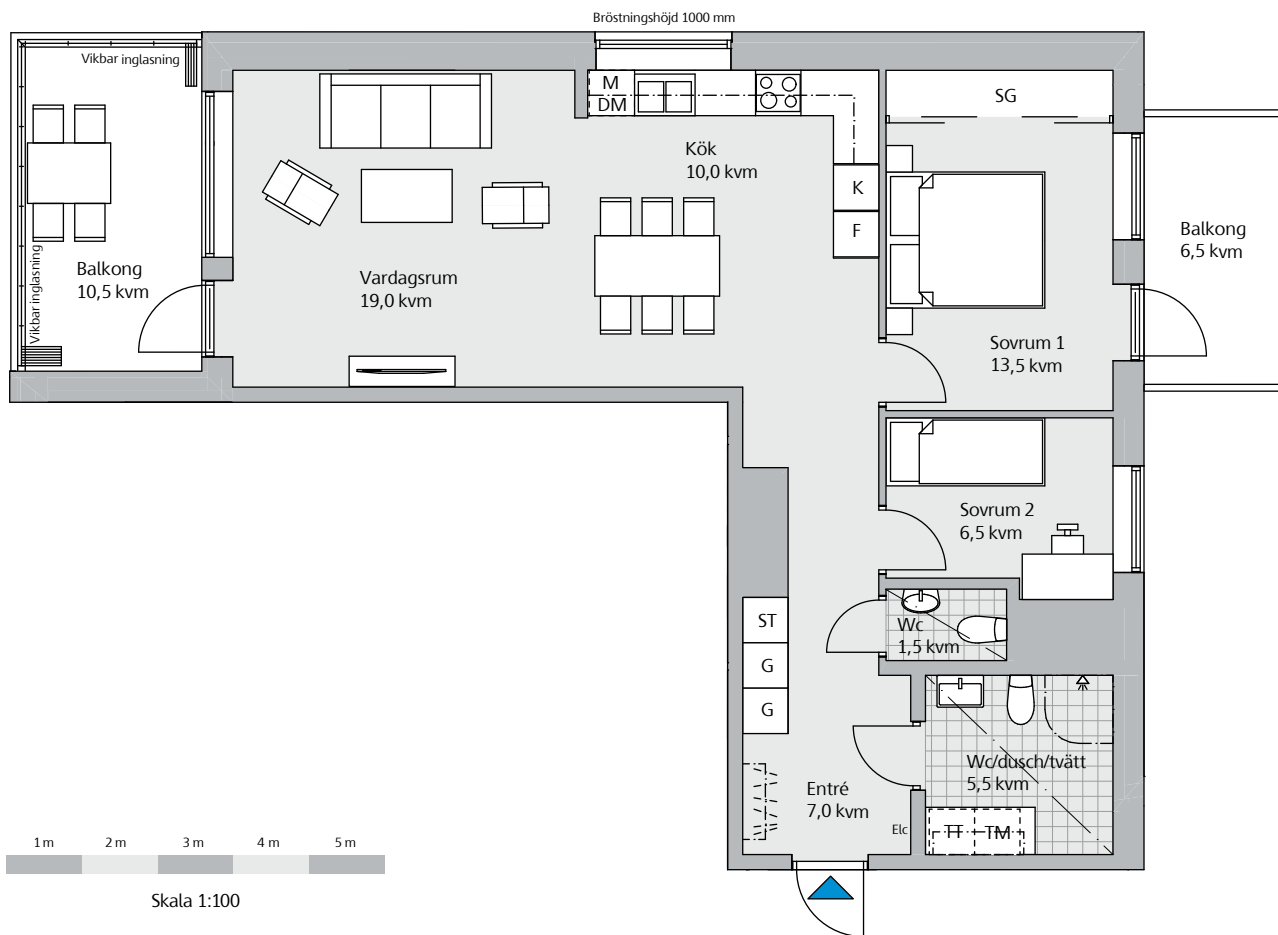 Bröstningshöjd 1000 mm
Vikbar inglasning
M
DM
SG
Kök
10,0 kvm
K
F
Balkong
6,5 kvm
Vikbar inglasning
Balkong
10,5 kvm
Vardagsrum
19,0 kvm
Sovrum 1
13,5 kvm
Sovrum 2
6,5 kvm
ST
G
G
Wc
1,5 kvm
Wc/dusch/tvätt
5,5 kvm
Entré
7,0 kvm
Elc
TT
TM
1 m
2 m
3 m
4 m
5 m
Skala 1:100